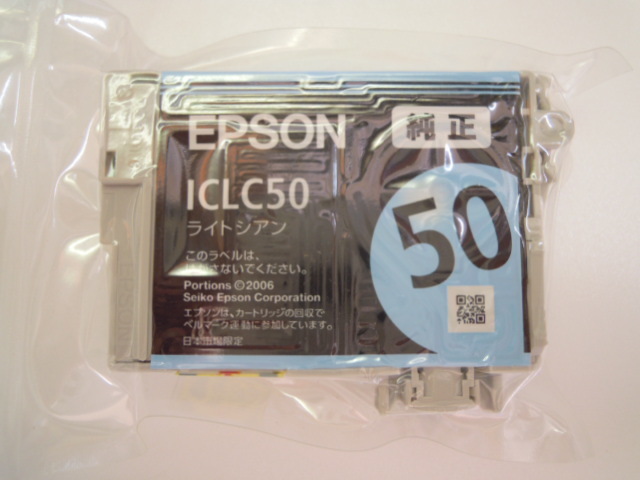 EPSON 純正
ICLC50
ライトシアン
50
このラベルは、
はがさないでください。
Portions ©2006
Seiko Epson Corporation
エプソンは、カートリッジの回収で
ベルマーク運動に参加しています。
日本市場限定